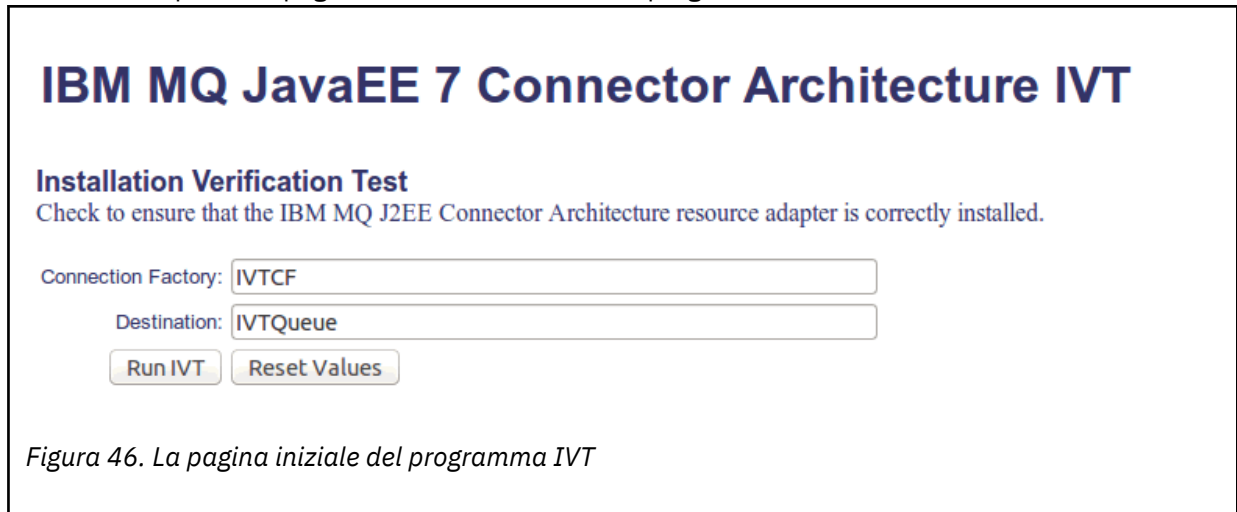 IBM MQ JavaEE 7 Connector Architecture IVT
Installation Verification Test
Check to ensure that the IBM MQ J2EE Connector Architecture resource adapter is correctly installed.
Connection Factory: IVTCF
Destination: IVTQueue
Run IVT Reset Values
Figura 46. La pagina iniziale del programma IVT